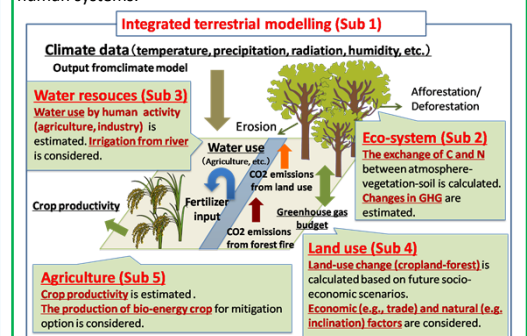 human systems.
Integrated terrestrial modelling (Sub 1)
Climate data(temperature, precipitation, radiation, humidity, etc.)
Output fromclimate model
Afforestation/
Deforestation
Water resouces (Sub 3)
Water use by human activity
(agriculture, industry) is
estimated. Irrigation from river
is considered.
Erosion
Water use
(Agriculture, etc.)
CO2 emissions
from land use
Eco-system (Sub 2)
The exchange of C and N
between atmosphere-
vegetation-soil is calculated.
Changes in GHG are
estimated.
Crop productivity
Fertilizer
input
Greenhouse gas
budget
CO2 emissions
from forest fire
Land use (Sub 4)
Land-use change (cropland-forest) is
calculated based on future socio-
economic scenarios.
Economic (e.g., trade) and natural (e.g.
inclination) factors are considered.
Agriculture (Sub 5)
Crop productivity is estimated .
The production of bio-energy crop for mitigation
option is considered.